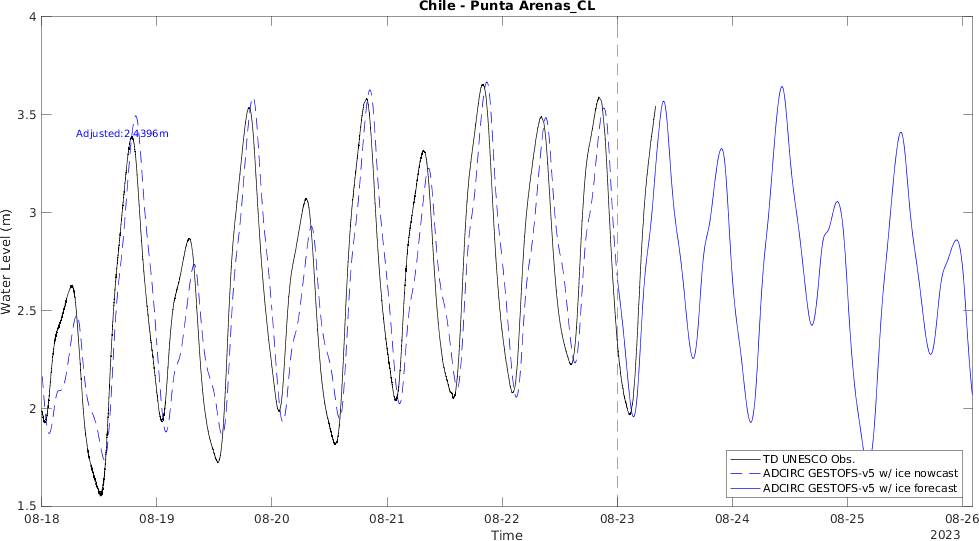 Chile - Punta Arenas_CL
4
3.5
3
2.5
2
1.5
Water Level (m)
Adjusted:2.4396m
TD UNESCO Obs.
ADCIRC GESTOFS-v5 w/ ice nowcast
ADCIRC GESTOFS-v5 w/ ice forecast
08-18 08-19 08-20 08-21 08-22 08-23 08-24 08-25 08-26
Time
2023